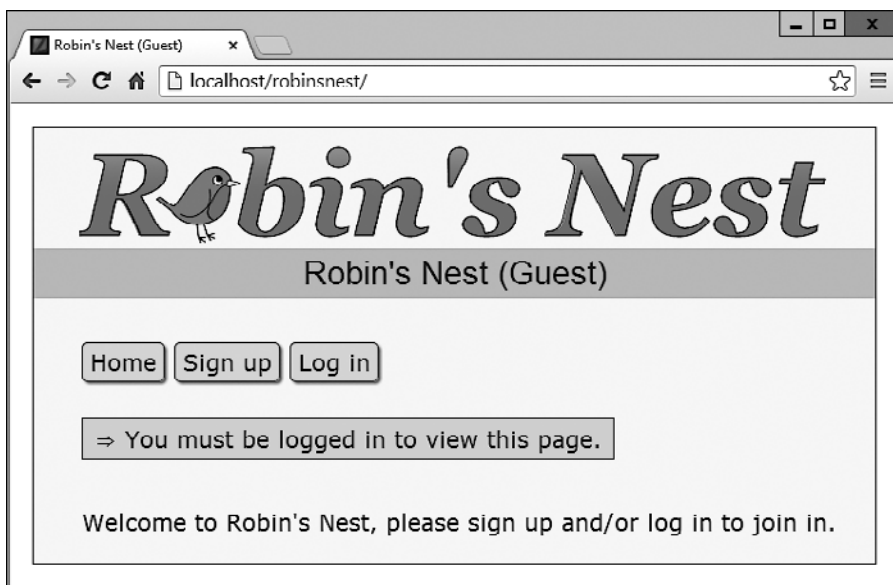 Robin's Nest (Guest)
localhost/robinsnest/
Robin's Nest
Robin's Nest (Guest)
Home Sign up Log in
⇒ You must be logged in to view this page.
Welcome to Robin's Nest, please sign up and/or log in to join in.